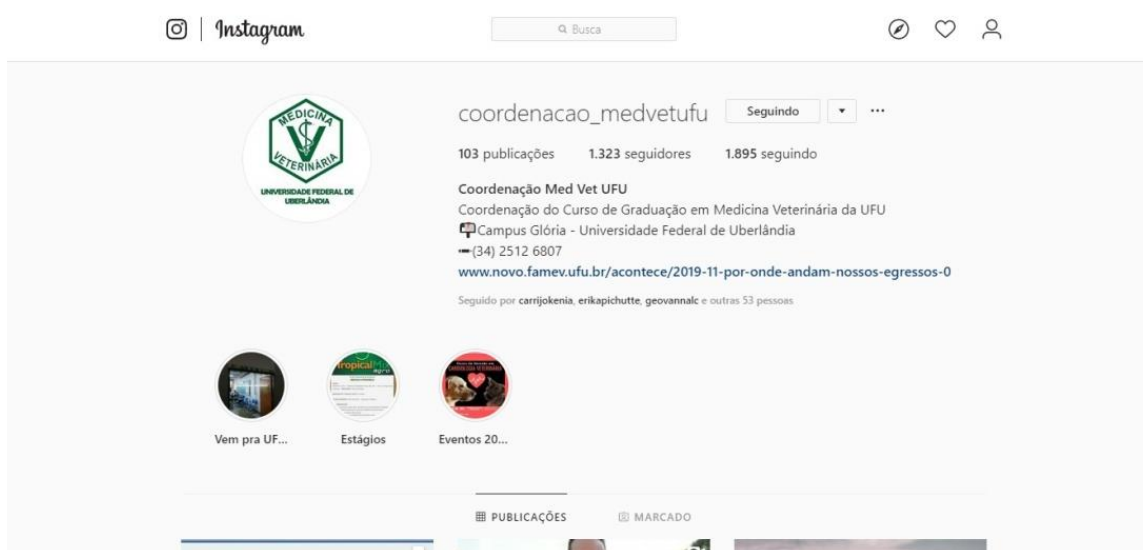 Instagram
Busca
MEDICINA
VETERINÁRIA
UNIVERSIDADE FEDERAL DE
UBERLÂNDIA
coordenacao_medvetufu Seguindo
103 publicações 1.323 seguidores 1.895 seguindo
Coordenação Med Vet UFU
Coordenação do Curso de Graduação em Medicina Veterinária da UFU
Campus Glória - Universidade Federal de Uberlândia
(34) 2512 6807
www.novo.famev.ufu.br/acontece/2019-11-por-onde-andam-nossos-egressos-0
Seguido por carrijokenia, erikapichutte, geovannalc e outras 53 pessoas
Vem pra UF... Estágios Eventos 20...
PUBLICAÇÕES MARCADO